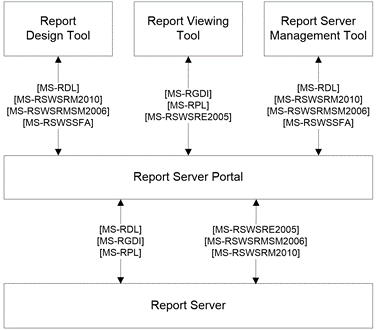 Report
Design Tool
Report Viewing
Tool
Report Server
Management Tool
[MS-RDL]
[MS-RSWSRM2010]
[MS-RSWSRMSM2006]
[MS-RSWSSFA]
[MS-RGDI]
[MS-RPL]
[MS-RSWSRE2005]
[MS-RDL]
[MS-RSWSRM2010]
[MS-RSWSRMSM2006]
[MS-RSWSSFA]
Report Server Portal
[MS-RDL]
[MS-RGDI]
[MS-RPL]
[MS-RSWSRE2005]
[MS-RSWSRMSM2006]
[MS-RSWSRM2010]
Report Server